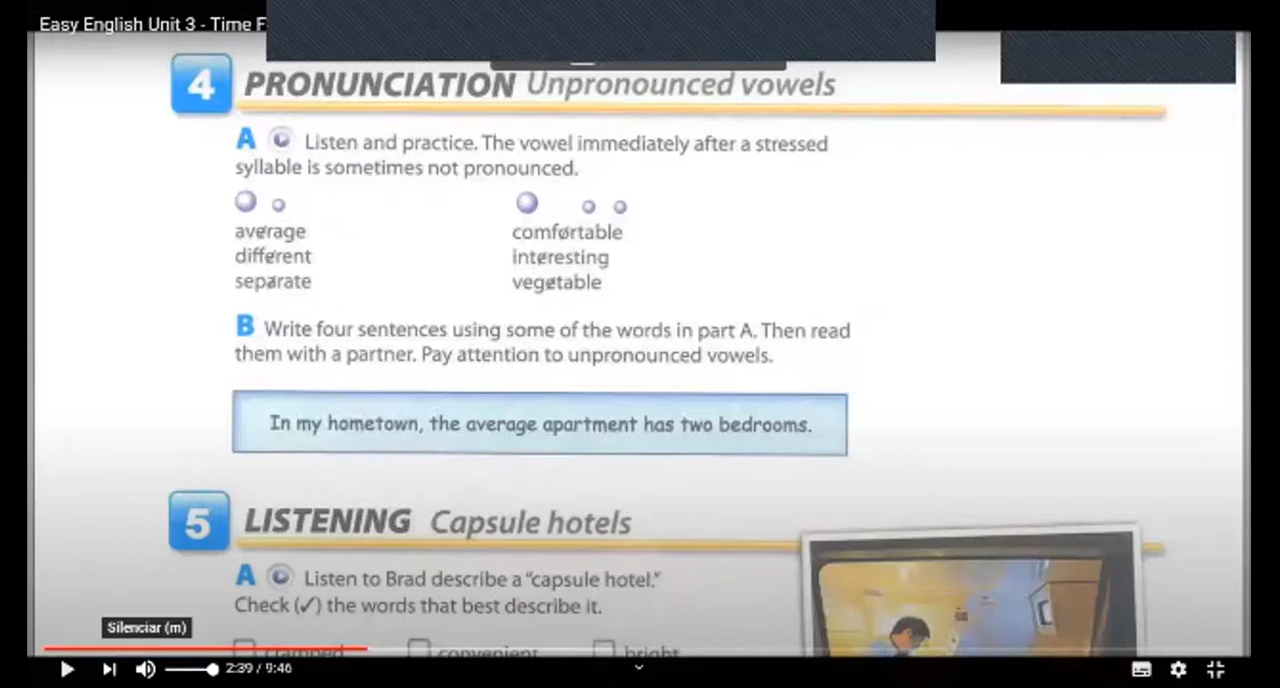 Easy English Unit 3 - Time F
4 PRONUNCIATION Unpronounced vowels
A Listen and practice. The vowel immediately after a stressed
syllable is sometimes not pronounced.
average comfortable
different interesting
separate vegetable
B Write four sentences using some of the words in part A. Then read
them with a partner. Pay attention to unpronounced vowels.
In my hometown, the average apartment has two bedrooms.
5 LISTENING Capsule hotels
A Listen to Brad describe a “capsule hotel.”
Check (✓) the words that best describe it.
cramped convenient bright
Silenciar (m)
2:39 / 9:46